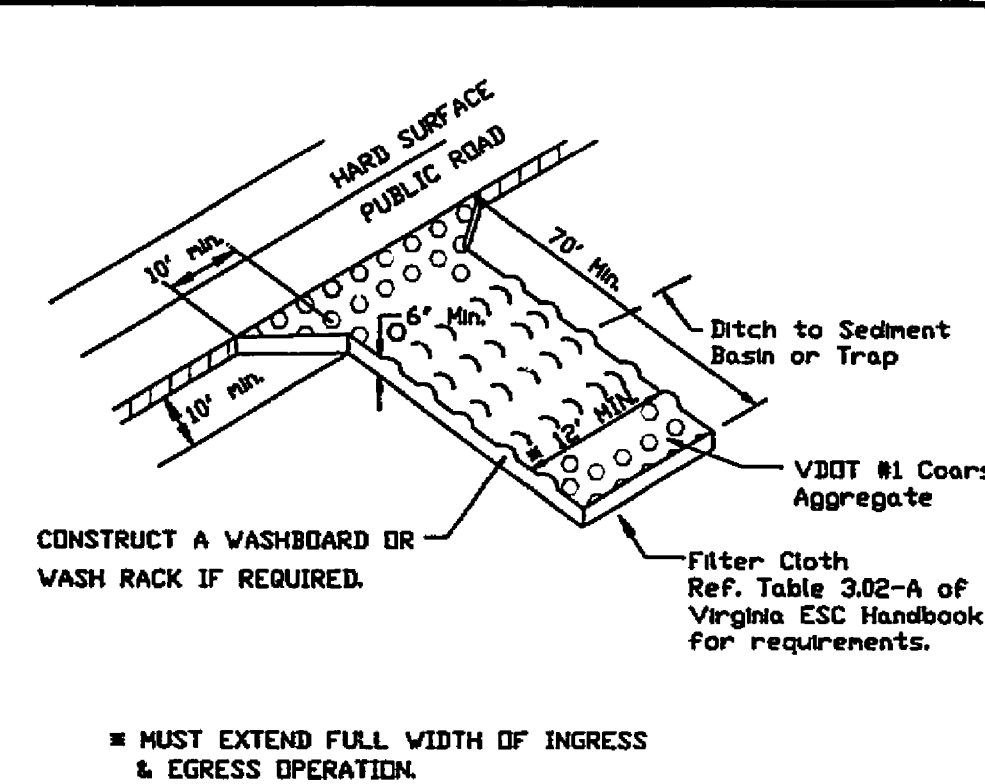 HARD SURFACE
PUBLIC ROAD
10' Min.
70' Min.
6" Min.
Ditch to Sediment
Basin or Trap
10' Min.
* 12' MIN.
VDOT #1 Coars
Aggregate
CONSTRUCT A WASHBOARD OR
WASH RACK IF REQUIRED.
Filter Cloth
Ref. Table 3.02-A of
Virginia ESC Handbook
for requirements.
* MUST EXTEND FULL WIDTH OF INGRESS
& EGRESS OPERATION.